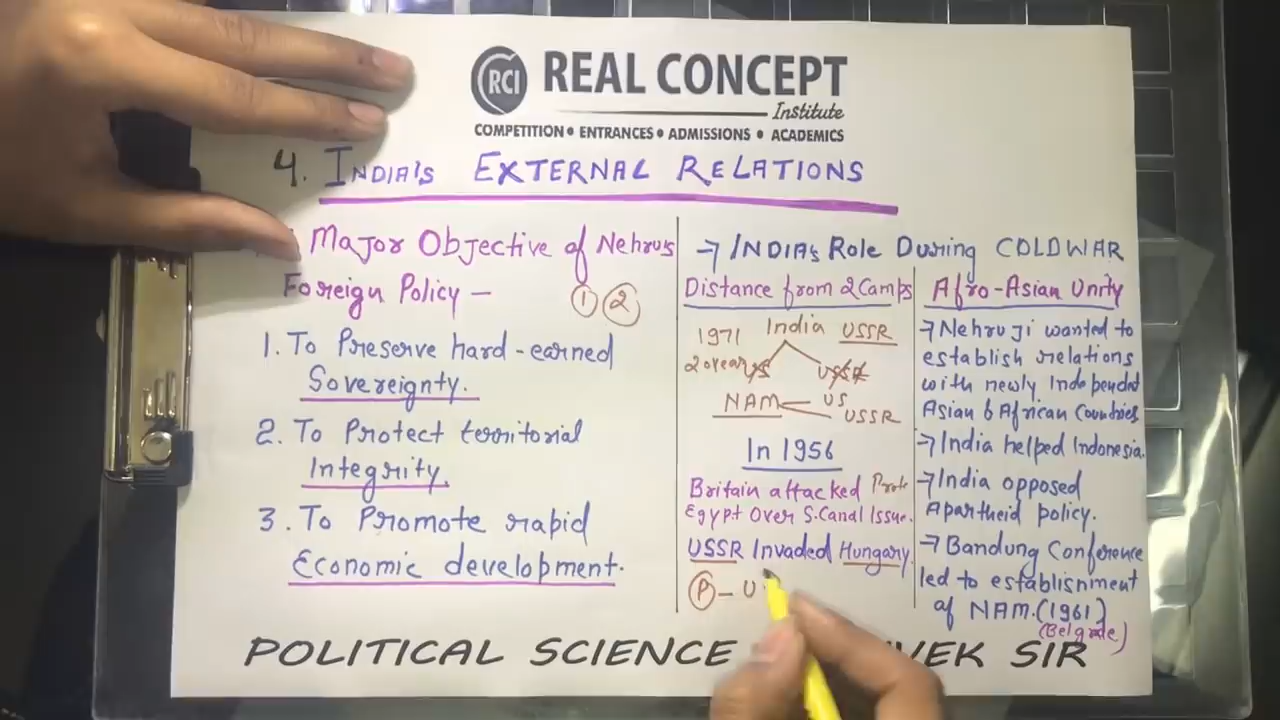 RCI
REAL CONCEPT
Institute
COMPETITION • ENTRANCES • ADMISSIONS • ACADEMICS
4. INDIA'S EXTERNAL RELATIONS
Major Objective of Nehru's
Foreign Policy —
① ②
1. To Preserve hard-earned
Sovereignty.
2. To Protect territorial
Integrity.
3. To Promote rapid
Economic development.
→ INDIA's Role During COLDWAR
Distance from 2 Camps
1971 India USSR
20 years
NAM — US
USSR
In 1956
Britain attacked
Egypt Over S.Canal Issue.
USSR Invaded Hungary.
Ⓟ – U
Afro-Asian Unity
→ Nehru ji wanted to
establish relations
with newly Independent
Asian & African Countries
→ India helped Indonesia.
→ India opposed
Apartheid policy.
→ Bandung Conference
led to establishment
of NAM. (1961)
(Belgrade)
POLITICAL SCIENCE VEK SIR